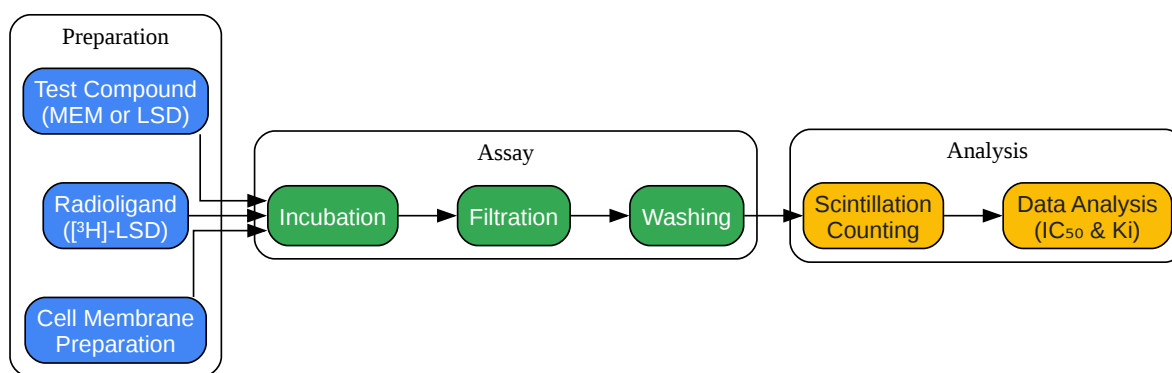 Preparation
Test Compound
(MEM or LSD)
Radioligand
([³H]-LSD)
Cell Membrane
Preparation
Assay
Incubation
Filtration
Washing
Analysis
Scintillation
Counting
Data Analysis
(IC₅₀ & Ki)